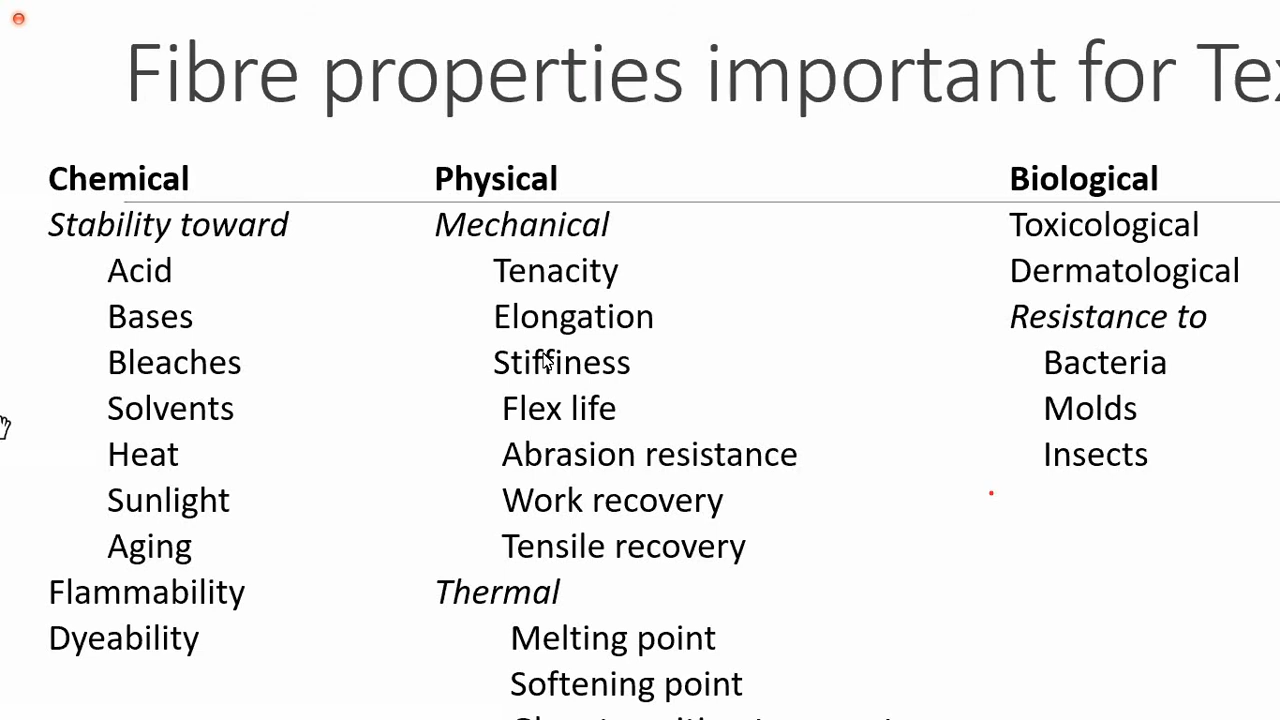 Fibre properties important for
Chemical
Stability toward
Acid
Bases
Bleaches
Solvents
Heat
Sunlight
Aging
Flammability
Dyeability
Physical
Mechanical
Tenacity
Elongation
Stiffiness
Flex life
Abrasion resistance
Work recovery
Tensile recovery
Thermal
Melting point
Softening point
Biological
Toxicological
Dermatological
Resistance to
Bacteria
Molds
Insects